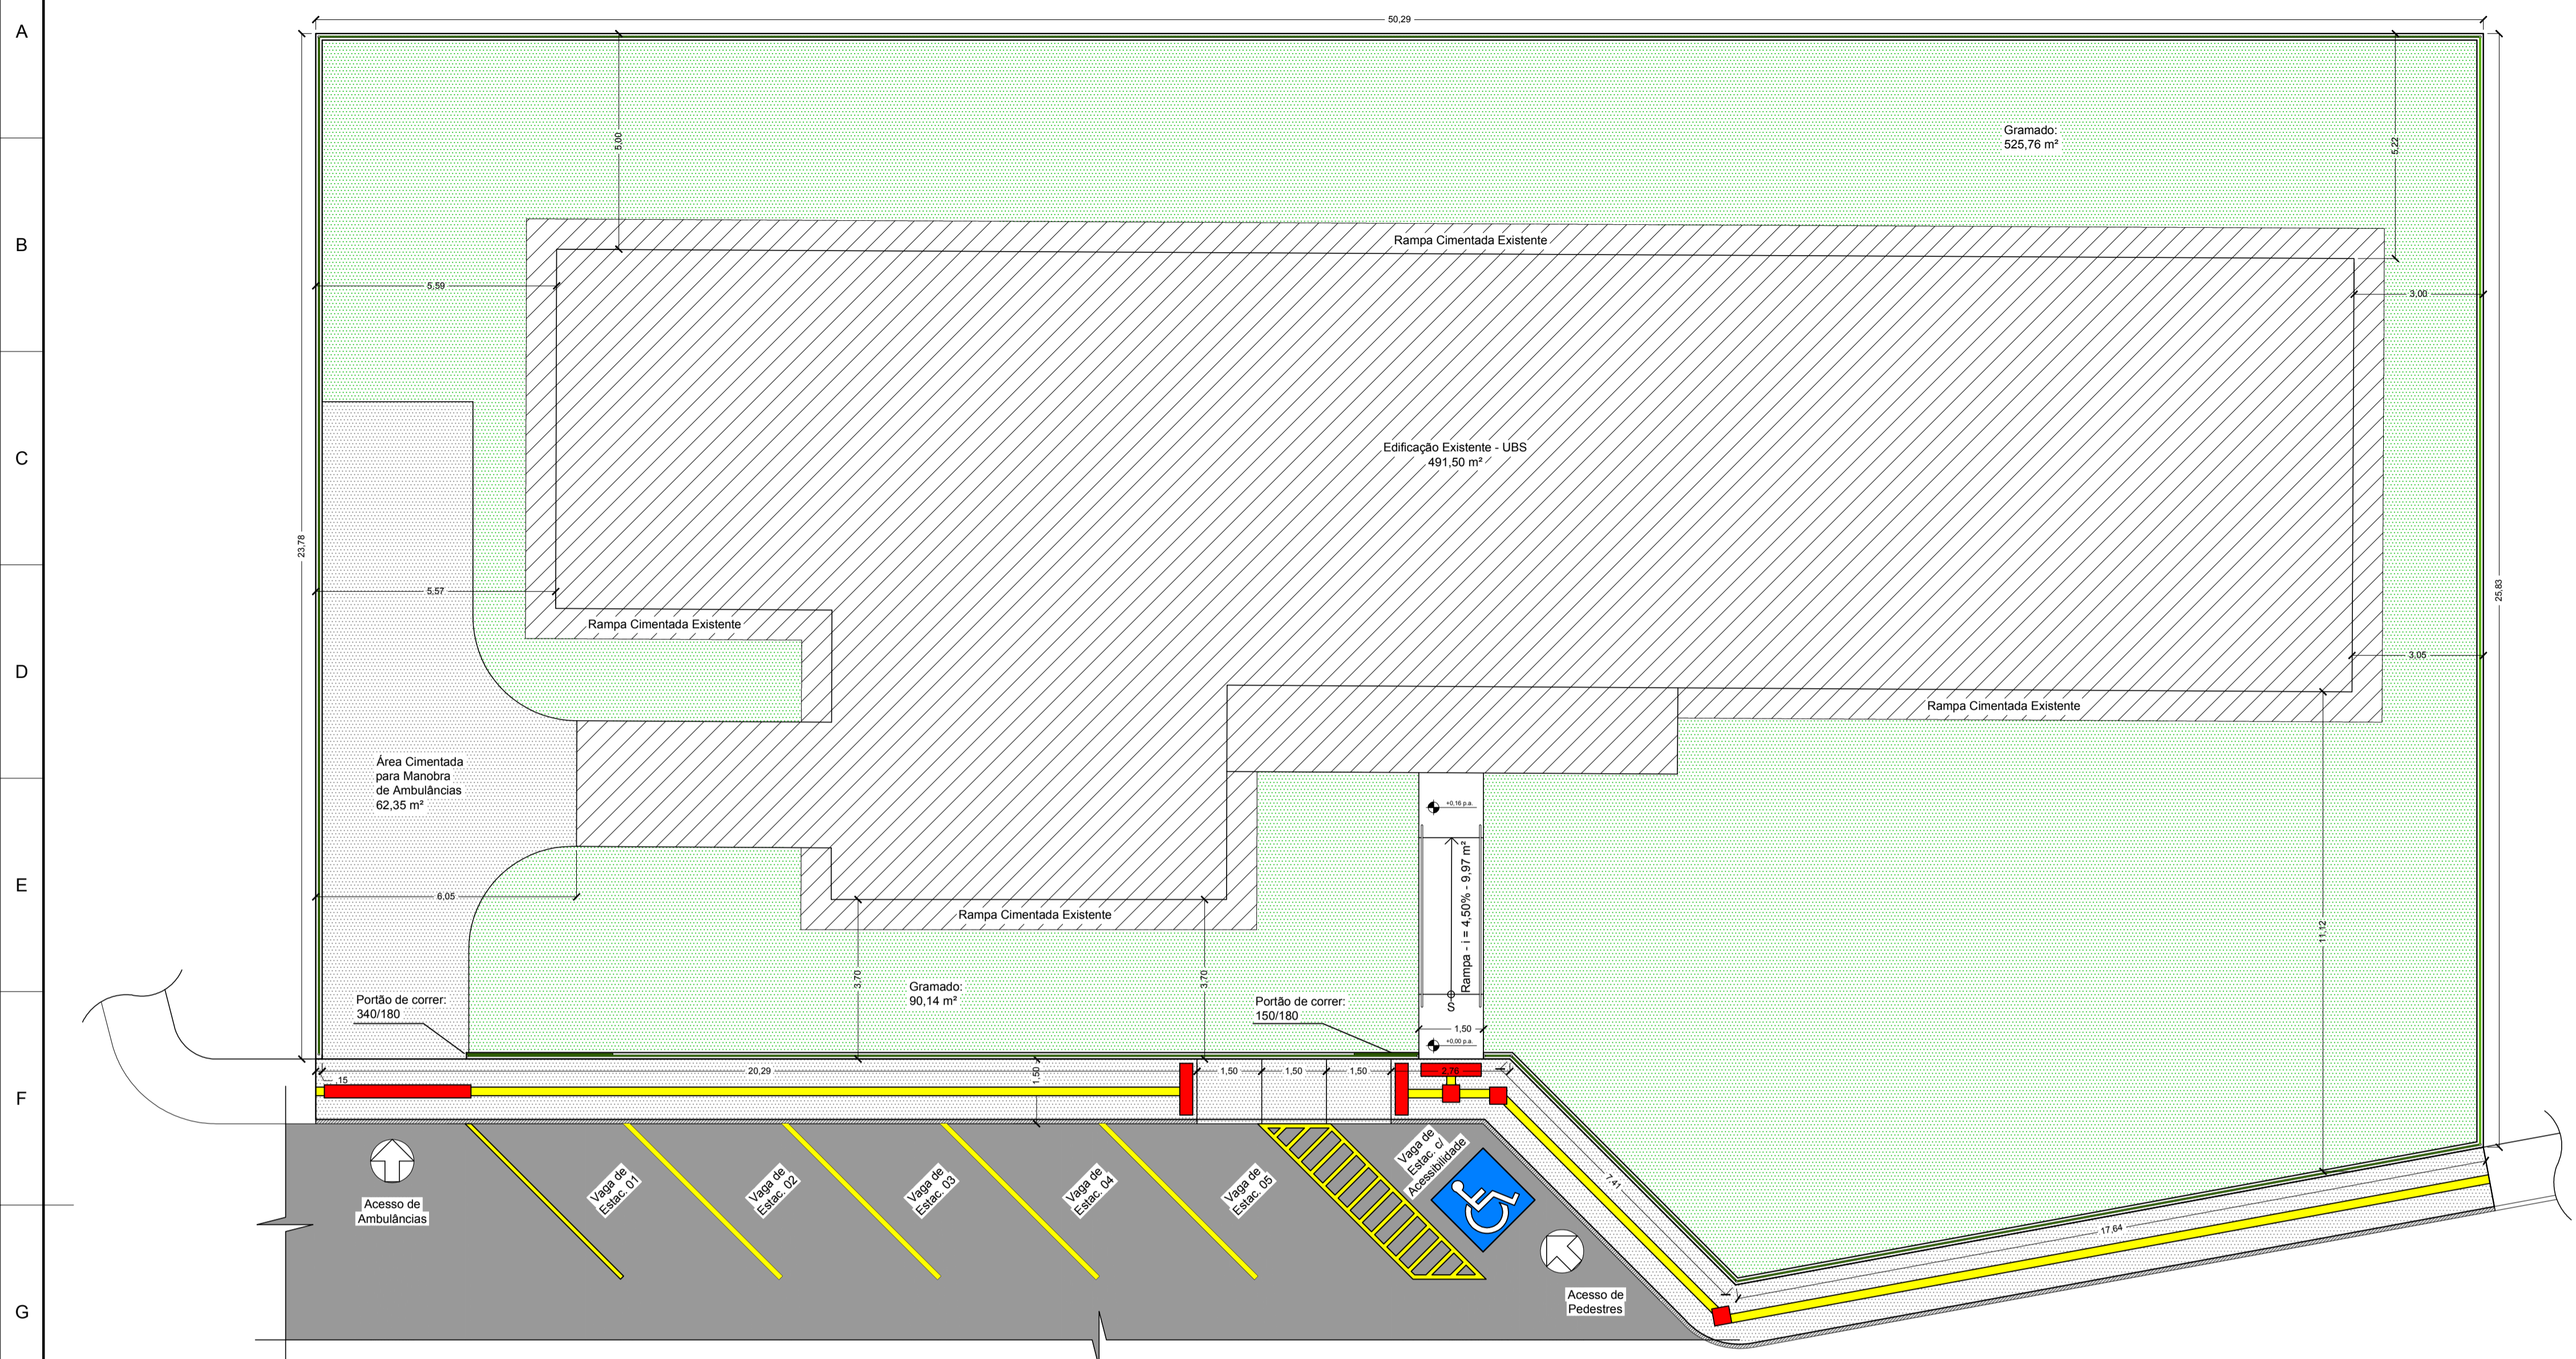 A
B
C
D
E
F
G
50,29
23,78
25,83
5,00
5,22
Gramado:
525,76 m²
Rampa Cimentada Existente
5,59
3,00
Edificação Existente - UBS
491,50 m²
5,57
Rampa Cimentada Existente
3,05
Rampa Cimentada Existente
Área Cimentada
para Manobra
de Ambulâncias
62,35 m²
+0,16 p.a.
Rampa - i = 4,50% - 9,97 m²
S
6,05
Rampa Cimentada Existente
11,12
3,70
3,70
Gramado:
90,14 m²
Portão de correr:
340/180
Portão de correr:
150/180
1,50
+0,00 p.a.
,15
20,29
1,50
1,50
1,50
1,50
2,76
7,41
17,64
Acesso de
Ambulâncias
Vaga de
Estac. 01
Vaga de
Estac. 02
Vaga de
Estac. 03
Vaga de
Estac. 04
Vaga de
Estac. 05
Vaga de
Estac. c/
Acessibilidade
Acesso de
Pedestres